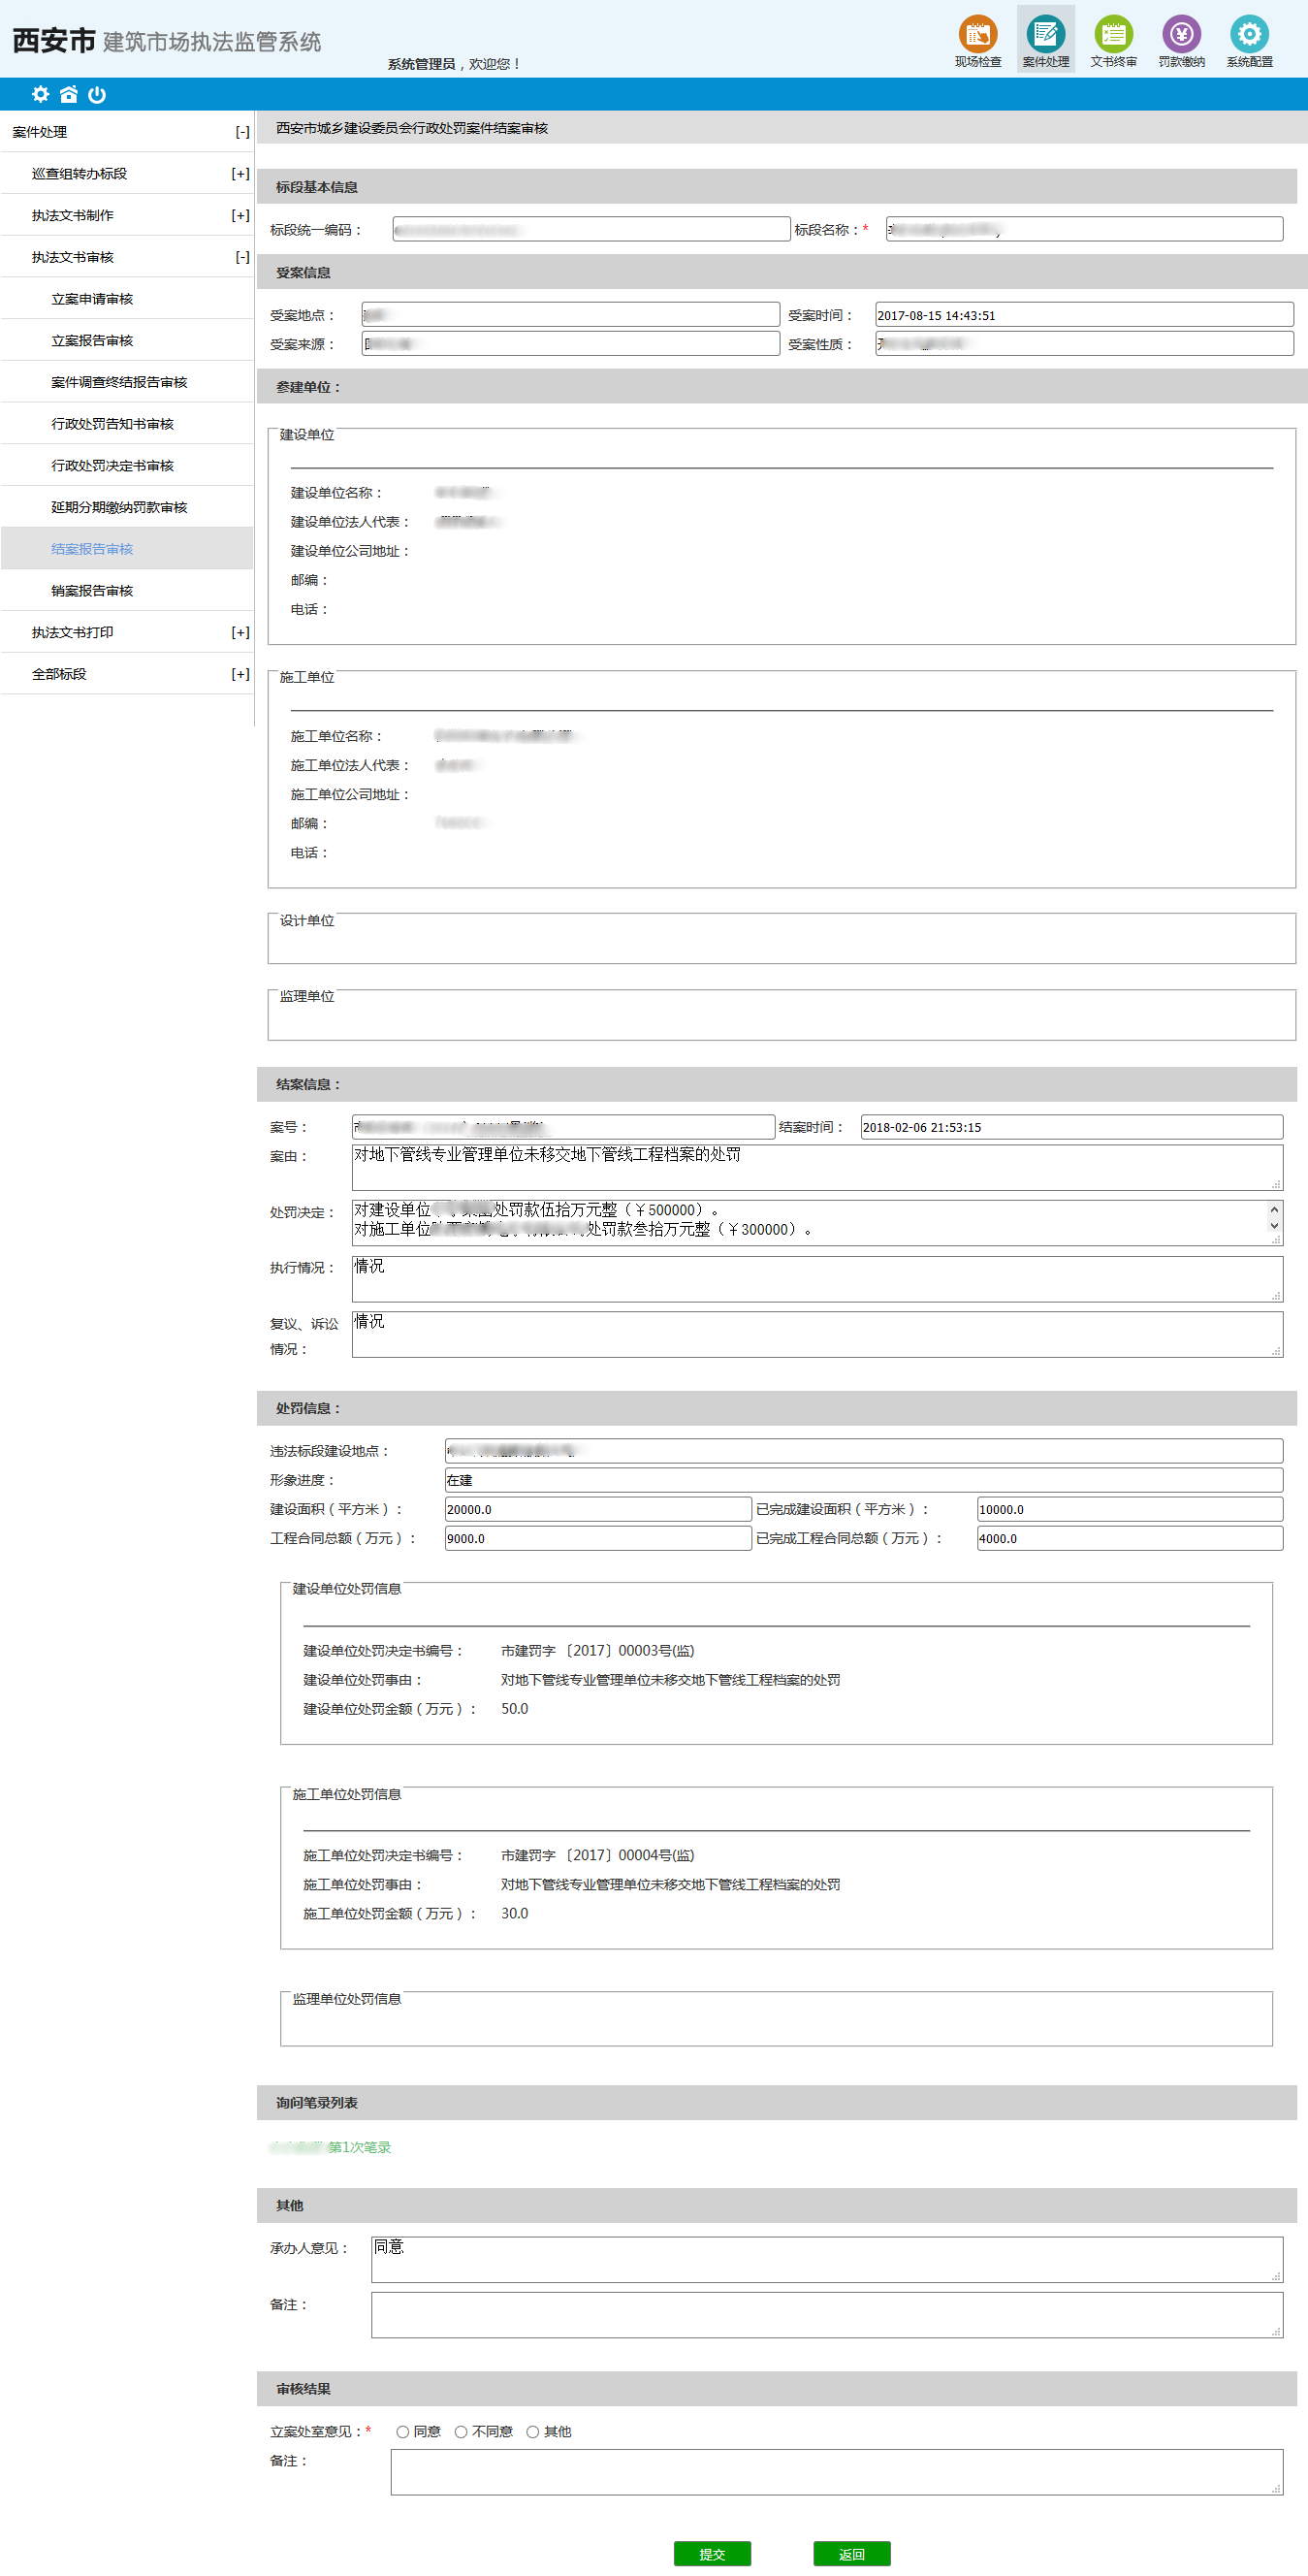 西安市 建筑市场执法监管系统
系统管理员，欢迎您！
现场检查 案件处理 文书终审 罚款缴纳 系统配置
案件处理 [-]
巡查组转办标段 [+]
执法文书制作 [+]
执法文书审核 [-]
立案申请审核
立案报告审核
案件调查终结报告审核
行政处罚告知书审核
行政处罚决定书审核
延期分期缴纳罚款审核
结案报告审核
销案报告审核
执法文书打印 [+]
全部标段 [+]
西安市城乡建设委员会行政处罚案件结案审核
标段基本信息
标段统一编码： 标段名称：*
受案信息
受案地点： 受案时间： 2017-08-15 14:43:51
受案来源： 受案性质：
参建单位：
建设单位
建设单位名称：
建设单位法人代表：
建设单位公司地址：
邮编：
电话：
施工单位
施工单位名称：
施工单位法人代表：
施工单位公司地址：
邮编：
电话：
设计单位
监理单位
结案信息：
案号： 结案时间： 2018-02-06 21:53:15
案由： 对地下管线专业管理单位未移交地下管线工程档案的处罚
处罚决定： 对建设单位 处罚款伍拾万元整（￥500000）。
对施工单位 处罚款叁拾万元整（￥300000）。
执行情况： 情况
复议、诉讼 情况
情况：
处罚信息：
违法标段建设地点：
形象进度： 在建
建设面积（平方米）： 20000.0 已完成建设面积（平方米）： 10000.0
工程合同总额（万元）： 9000.0 已完成工程合同总额（万元）： 4000.0
建设单位处罚信息
建设单位处罚决定书编号： 市建罚字 〔2017〕00003号(监)
建设单位处罚事由： 对地下管线专业管理单位未移交地下管线工程档案的处罚
建设单位处罚金额（万元）： 50.0
施工单位处罚信息
施工单位处罚决定书编号： 市建罚字 〔2017〕00004号(监)
施工单位处罚事由： 对地下管线专业管理单位未移交地下管线工程档案的处罚
施工单位处罚金额（万元）： 30.0
监理单位处罚信息
询问笔录列表
第1次笔录
其他
承办人意见： 同意
备注：
审核结果
立案处室意见：* 同意 不同意 其他
备注：
提交 返回